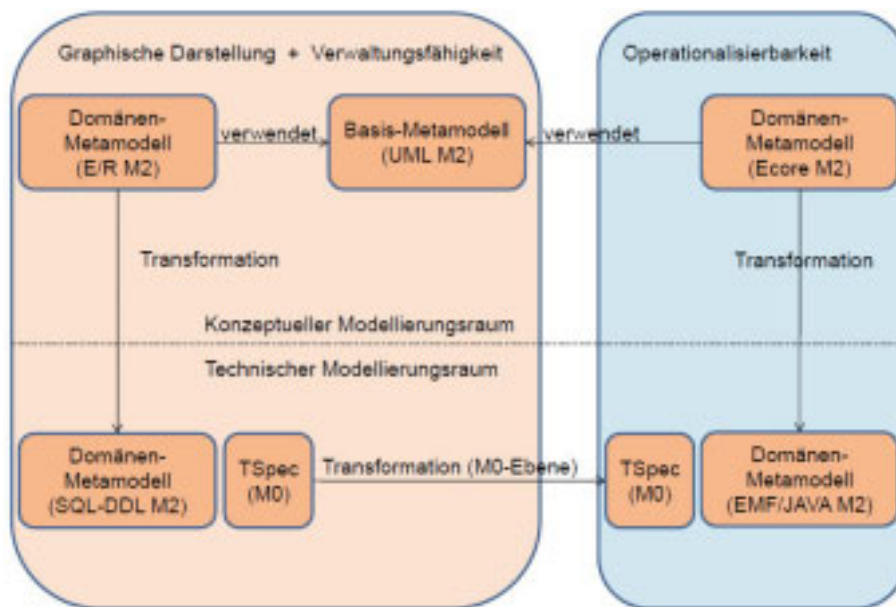 Graphische Darstellung + Verwaltungsfähigkeit
Operationalisierbarkeit
Domänen-
Metamodell
(E/R M2)
verwendet
Basis-Metamodell
(UML M2)
verwendet
Domänen-
Metamodell
(Ecore M2)
Transformation
Transformation
Konzeptueller Modellierungsraum
Technischer Modellierungsraum
Domänen-
Metamodell
(SQL-DDL M2)
TSpec
(M0)
Transformation (M0-Ebene)
TSpec
(M0)
Domänen-
Metamodell
(EMF/JAVA M2)